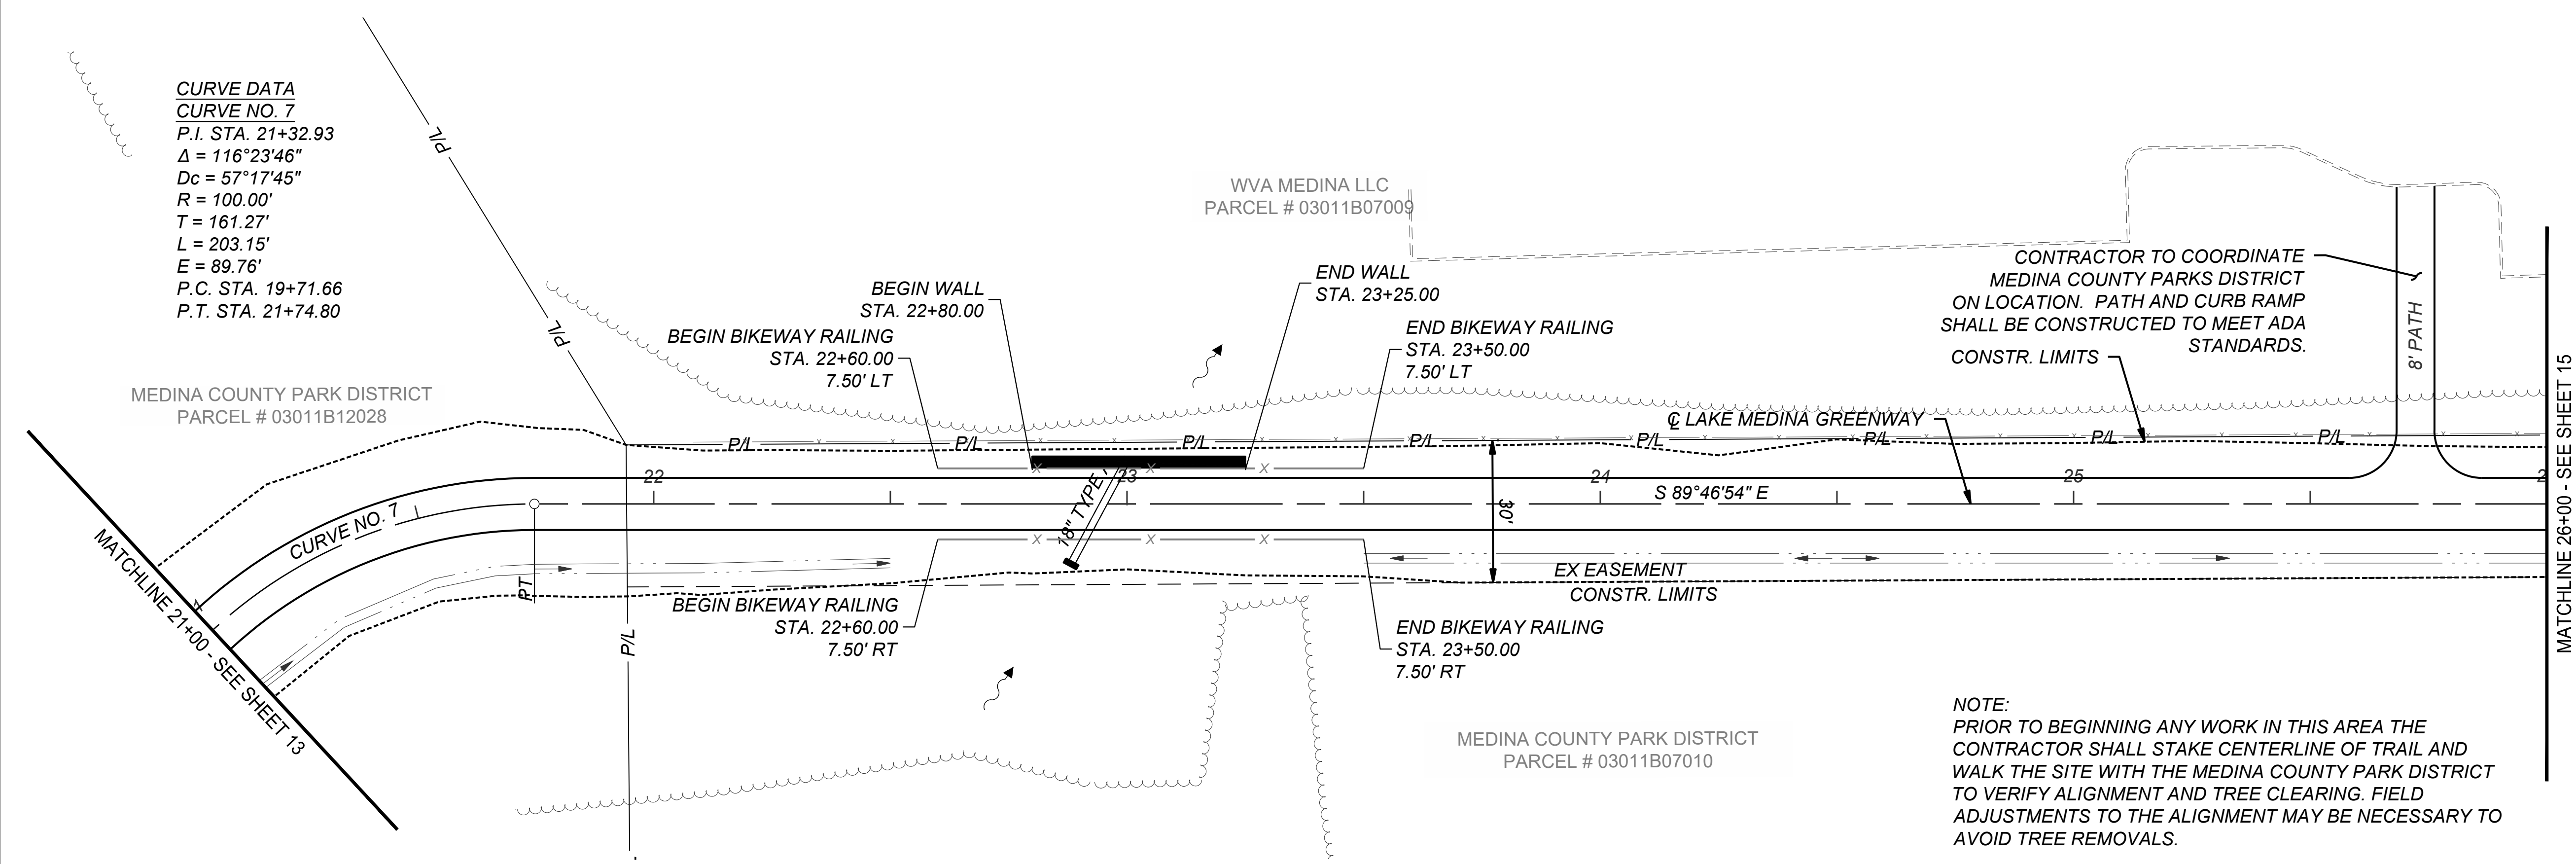 CURVE DATA
CURVE NO. 7
P.I. STA. 21+32.93
Δ = 116°23'46"
Dc = 57°17'45"
R = 100.00'
T = 161.27'
L = 203.15'
E = 89.76'
P.C. STA. 19+71.66
P.T. STA. 21+74.80
P/L
P/L
MEDINA COUNTY PARK DISTRICT
PARCEL # 03011B12028
WVA MEDINA LLC
PARCEL # 03011B07009
BEGIN WALL
STA. 22+80.00
END WALL
STA. 23+25.00
BEGIN BIKEWAY RAILING
STA. 22+60.00
7.50' LT
END BIKEWAY RAILING
STA. 23+50.00
7.50' LT
CONTRACTOR TO COORDINATE
MEDINA COUNTY PARKS DISTRICT
ON LOCATION. PATH AND CURB RAMP
SHALL BE CONSTRUCTED TO MEET ADA
STANDARDS.
CONSTR. LIMITS
8' PATH
℄ LAKE MEDINA GREENWAY
P/L
P/L
P/L
P/L
P/L
P/L
P/L
P/L
22
23
24
25
2
S 89°46'54" E
30'
18" TYPE
CURVE NO. 7
PT
P/L
MATCHLINE 21+00 - SEE SHEET 13
MATCHLINE 26+00 - SEE SHEET 15
EX EASEMENT
CONSTR. LIMITS
BEGIN BIKEWAY RAILING
STA. 22+60.00
7.50' RT
END BIKEWAY RAILING
STA. 23+50.00
7.50' RT
MEDINA COUNTY PARK DISTRICT
PARCEL # 03011B07010
NOTE:
PRIOR TO BEGINNING ANY WORK IN THIS AREA THE
CONTRACTOR SHALL STAKE CENTERLINE OF TRAIL AND
WALK THE SITE WITH THE MEDINA COUNTY PARK DISTRICT
TO VERIFY ALIGNMENT AND TREE CLEARING. FIELD
ADJUSTMENTS TO THE ALIGNMENT MAY BE NECESSARY TO
AVOID TREE REMOVALS.